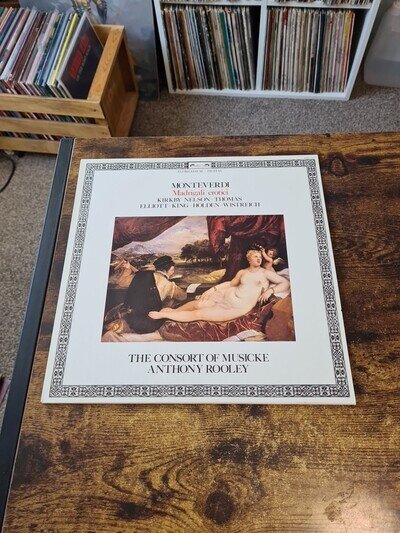 MONTEVERDI
Madrigali erotici
KIRKBY · NELSON · THOMAS
ELLIOTT · KING · HOLDEN · WISTREICH
THE CONSORT OF MUSICKE
ANTHONY ROOLEY